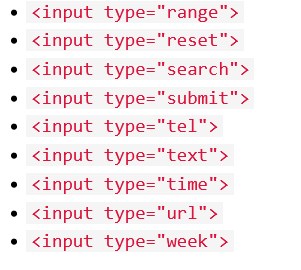 <input type="range">
<input type="reset">
<input type="search">
<input type="submit">
<input type="tel">
<input type="text">
<input type="time">
<input type="url">
<input type="week">